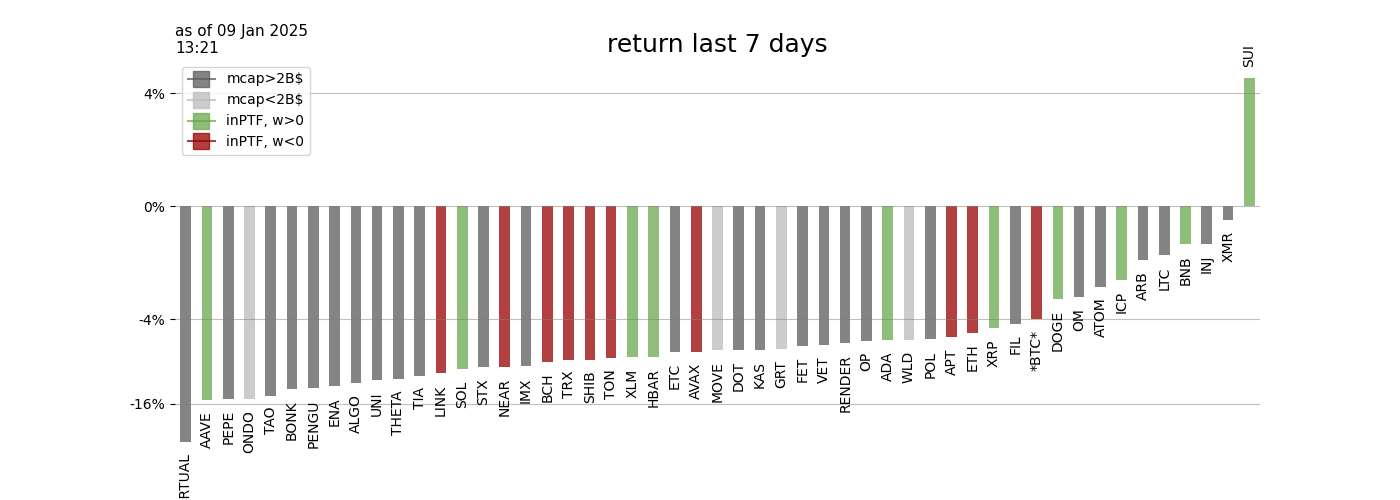 as of 09 Jan 2025
13:21
return last 7 days
mcap>2B$
mcap<2B$
inPTF, w>0
inPTF, w<0
4%
0%
-4%
-16%
RTUAL
AAVE
PEPE
ONDO
TAO
BONK
PENGU
ENA
ALGO
UNI
THETA
TIA
LINK
SOL
STX
NEAR
IMX
BCH
TRX
SHIB
TON
XLM
HBAR
ETC
AVAX
MOVE
DOT
KAS
GRT
FET
VET
RENDER
OP
ADA
WLD
POL
APT
ETH
XRP
FIL
*BTC*
DOGE
OM
ATOM
ICP
ARB
LTC
BNB
INJ
XMR
SUI